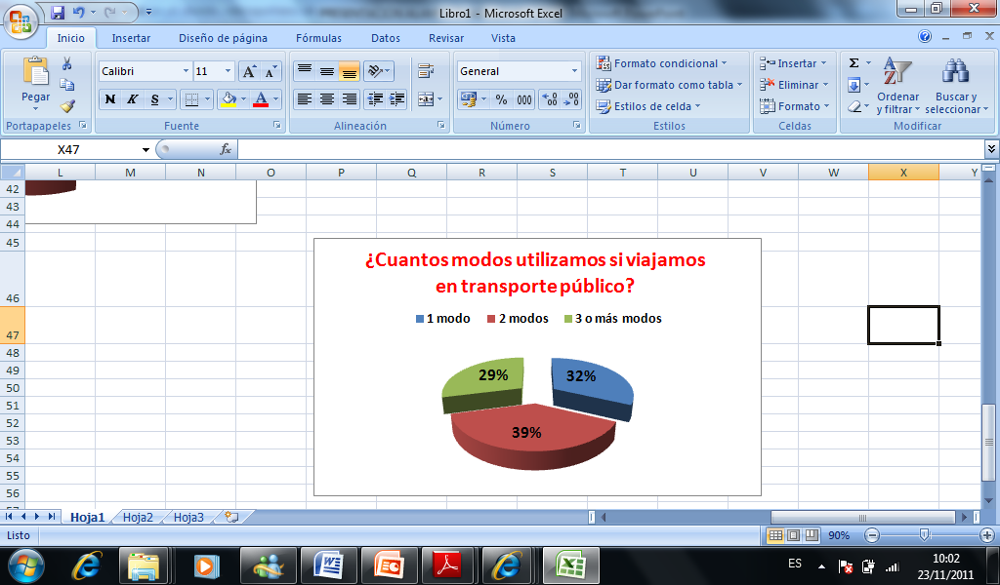 Libro1 - Microsoft Excel
Inicio Insertar Diseño de página Fórmulas Datos Revisar Vista
Pegar
Calibri 11
General
N K S
% 000
Formato condicional
Dar formato como tabla
Estilos de celda
Insertar
Eliminar
Formato
Σ
Ordenar y filtrar
Buscar y seleccionar
Portapapeles Fuente Alineación Número Estilos Celdas Modificar
X47 fx
L M N O P Q R S T U V W X Y
42
43
44
45
46
47
48
49
50
51
52
53
54
55
56
¿Cuantos modos utilizamos si viajamos
en transporte público?
1 modo 2 modos 3 o más modos
29% 32%
39%
Hoja1 Hoja2 Hoja3
Listo 90%
ES 10:02
23/11/2011